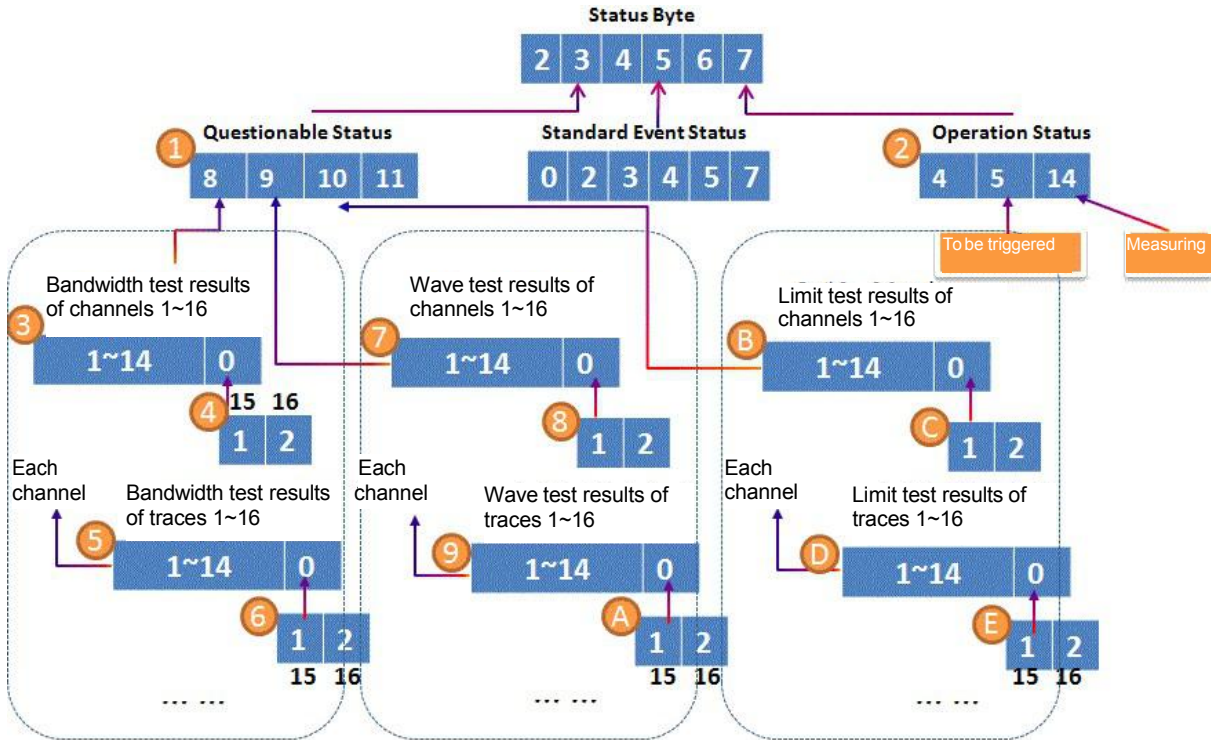 Status Byte
2 3 4 5 6 7
Questionable Status
Standard Event Status
Operation Status
1
8 9 10 11
0 2 3 4 5 7
2
4 5 14
To be triggered
Measuring
Bandwidth test results
of channels 1~16
3
1~14 0
15 16
4
1 2
Each
channel
Bandwidth test results
of traces 1~16
5
1~14 0
6
1 2
15 16
... ...
Wave test results of
channels 1~16
7
1~14 0
8
1 2
Each
channel
Wave test results of
traces 1~16
9
1~14 0
A
1 2
15 16
... ...
Limit test results of
channels 1~16
B
1~14 0
C
1 2
Each
channel
Limit test results of
traces 1~16
D
1~14 0
E
1 2
15 16
... ...